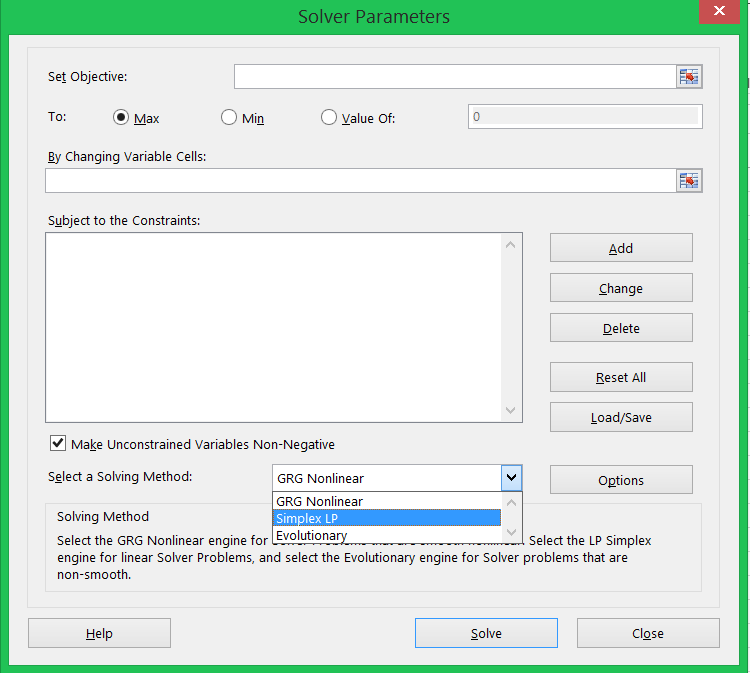 Solver Parameters
Set Objective:
To:
Max
Min
Value Of:
0
By Changing Variable Cells:
Subject to the Constraints:
Add
Change
Delete
Reset All
Load/Save
Make Unconstrained Variables Non-Negative
Select a Solving Method:
GRG Nonlinear
Options
GRG Nonlinear
Simplex LP
Evolutionary
Solving Method
Select the GRG Nonlinear engine for Select the LP Simplex
engine for linear Solver Problems, and select the Evolutionary engine for Solver problems that are
non-smooth.
Help
Solve
Close